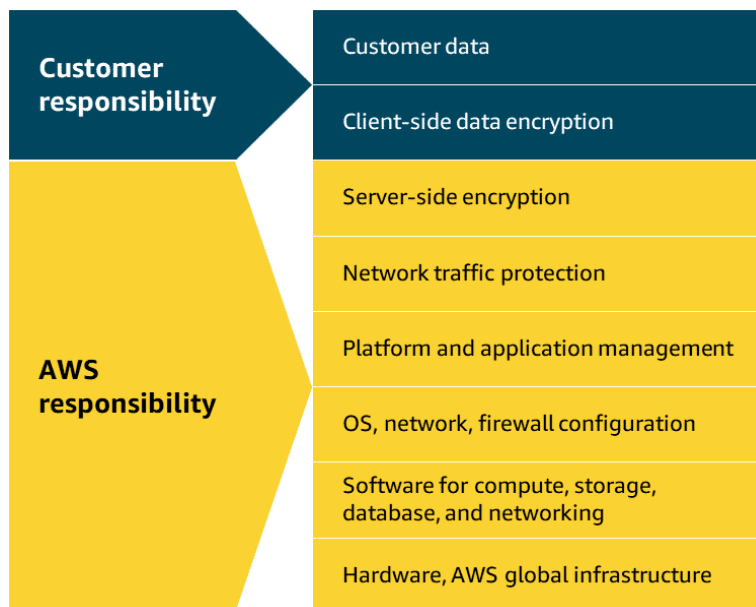 Customer
responsibility
Customer data
Client-side data encryption
AWS
responsibility
Server-side encryption
Network traffic protection
Platform and application management
OS, network, firewall configuration
Software for compute, storage,
database, and networking
Hardware, AWS global infrastructure